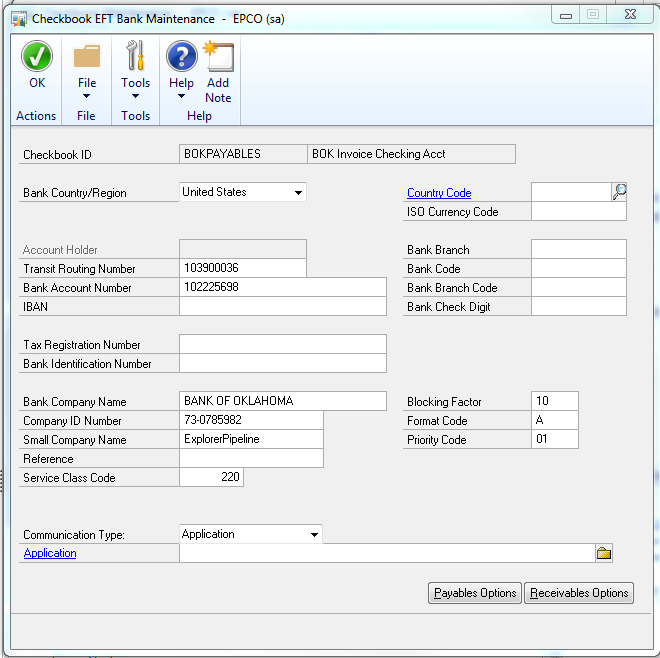 Checkbook EFT Bank Maintenance - EPCO (sa)
OK File Tools Help Add Note
Actions File Tools Help
Checkbook ID BOKPAYABLES BOK Invoice Checking Acct
Bank Country/Region United States Country Code
ISO Currency Code
Account Holder Bank Branch
Transit Routing Number 103900036 Bank Code
Bank Account Number 102225698 Bank Branch Code
IBAN Bank Check Digit
Tax Registration Number
Bank Identification Number
Bank Company Name BANK OF OKLAHOMA Blocking Factor 10
Company ID Number 73-0785982 Format Code A
Small Company Name ExplorerPipeline Priority Code 01
Reference
Service Class Code 220
Communication Type: Application
Application
Payables Options Receivables Options